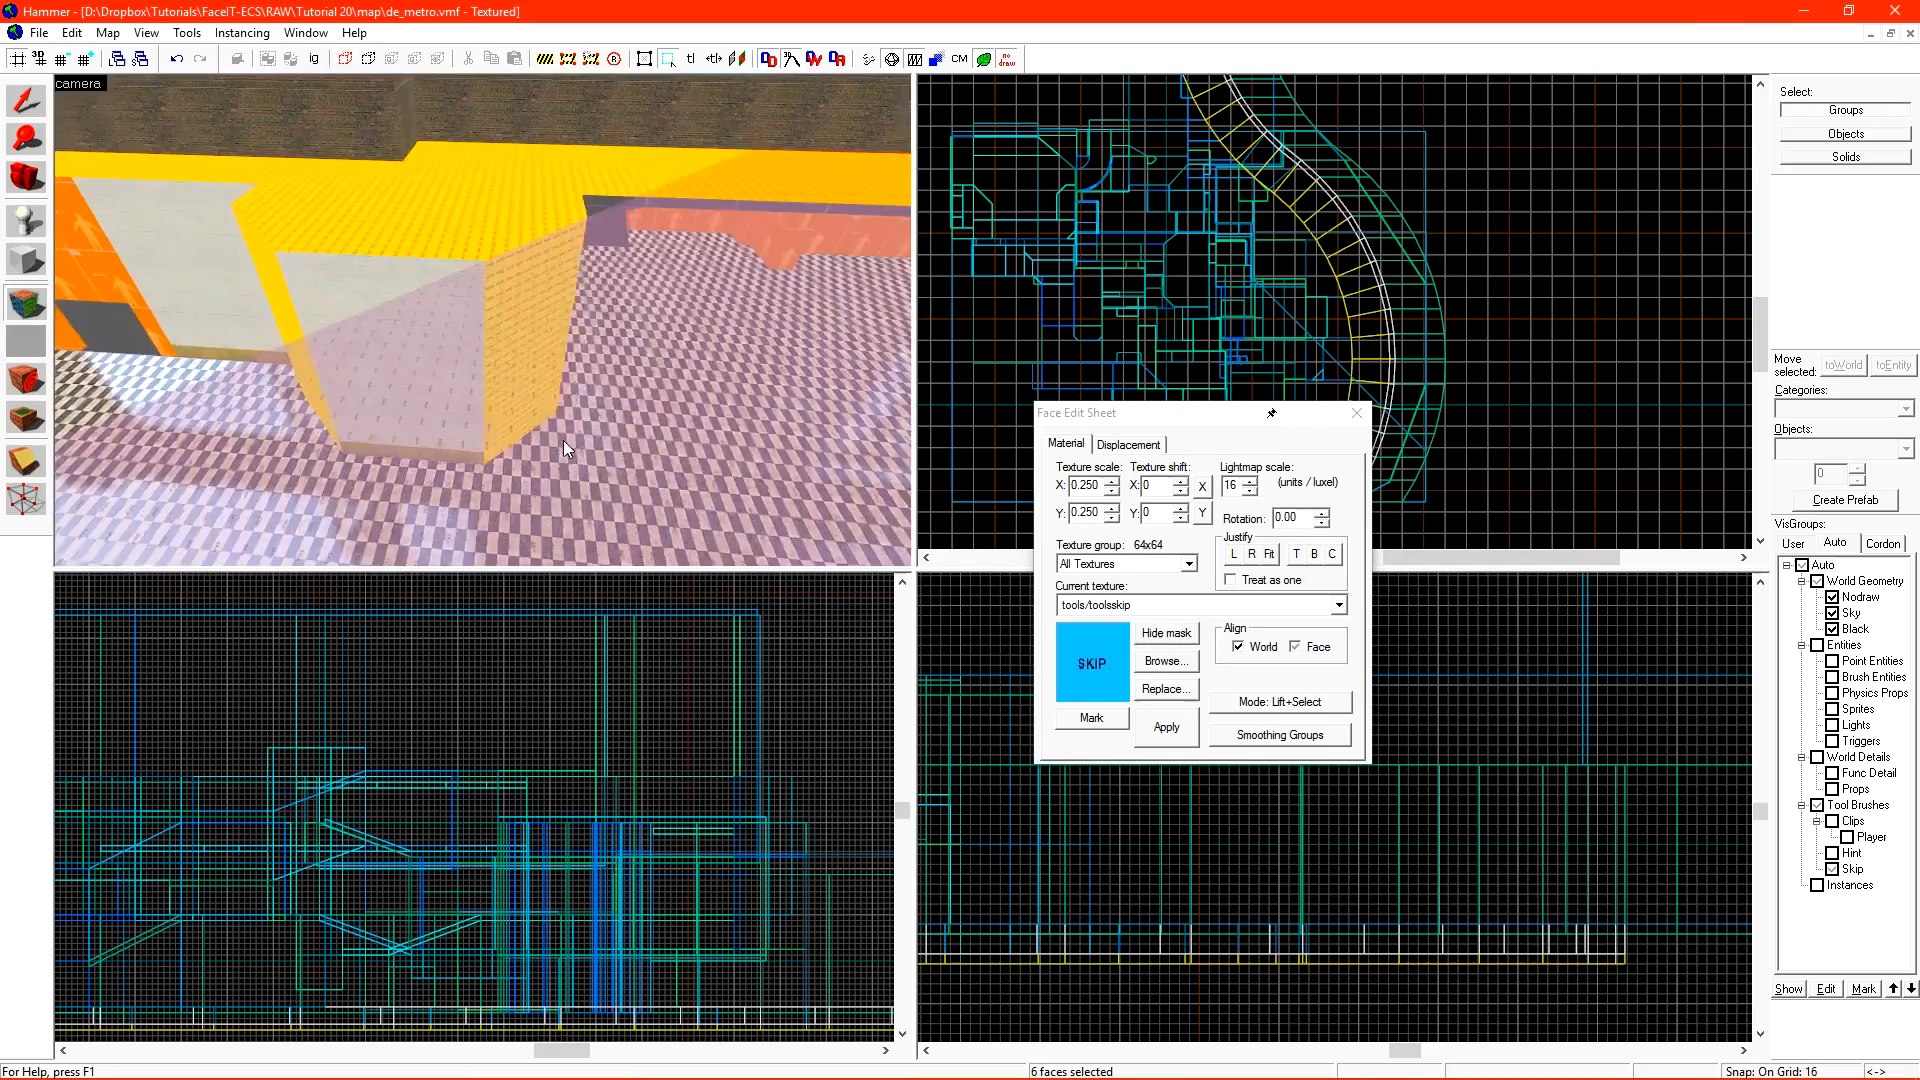 Hammer - [D:\Dropbox\Tutorials\FaceIT-ECS\RAW\Tutorial 20\map\de_metro.vmf - Textured]
File Edit Map View Tools Instancing Window Help
3D
ig
tl
CM
no draw
camera
Select:
Groups
Objects
Solids
Move selected: toWorld toEntity
Categories:
Objects:
0
Create Prefab
VisGroups:
User Auto Cordon
Auto
World Geometry
Nodraw
Sky
Black
Entities
Point Entities
Brush Entities
Physics Props
Sprites
Lights
Triggers
World Details
Func Detail
Props
Tool Brushes
Clips
Player
Hint
Skip
Instances
Show Edit Mark
Face Edit Sheet
Material Displacement
Texture scale: Texture shift: Lightmap scale:
X: 0.250 X: 0 X 16 (units / luxel)
Y: 0.250 Y: 0 Y Rotation: 0.00
Texture group: 64x64
All Textures
Justify
L R Fit T B C
Treat as one
Current texture:
tools/toolsskip
SKIP
Hide mask
Browse...
Replace...
Mark
Apply
Align
World Face
Mode: Lift+Select
Smoothing Groups
For Help, press F1
6 faces selected
Snap: On Grid: 16
<->